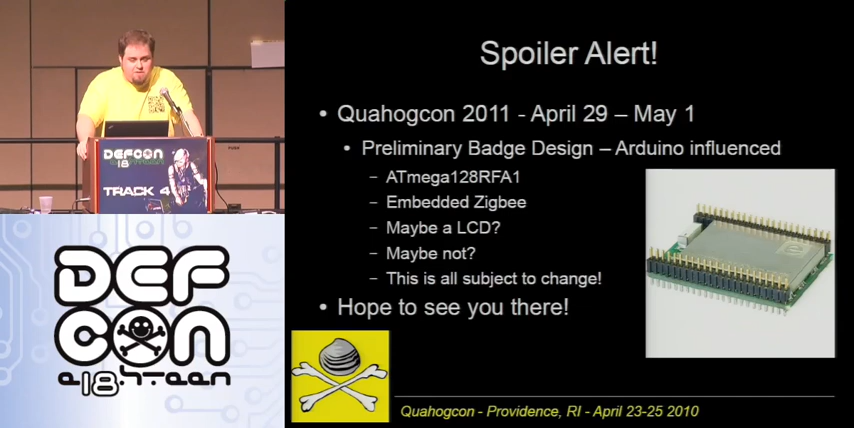 DEFCON
18
TRACK 4
DEF
CON
e18hteen
Spoiler Alert!
• Quahogcon 2011 - April 29 – May 1
• Preliminary Badge Design – Arduino influenced
– ATmega128RFA1
– Embedded Zigbee
– Maybe a LCD?
– Maybe not?
– This is all subject to change!
• Hope to see you there!
Quahogcon - Providence, RI - April 23-25 2010